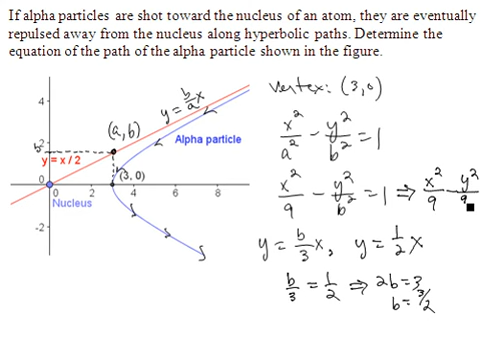 If alpha particles are shot toward the nucleus of an atom, they are eventually
repulsed away from the nucleus along hyperbolic paths. Determine the
equation of the path of the alpha particle shown in the figure.
vertex: (3,0)
y = b/a x
4
(a,b)
Alpha particle
x²/a² - y²/b² = 1
b 2
y = x / 2
(3, 0)
0
0 2 4 6 8
Nucleus
-2
x²/9 - y²/b² = 1 ⇒ x²/9 - y²/9
y = b/3 x, y = 1/2 x
b/3 = 1/2 ⇒ 2b = 3
b = 3/2